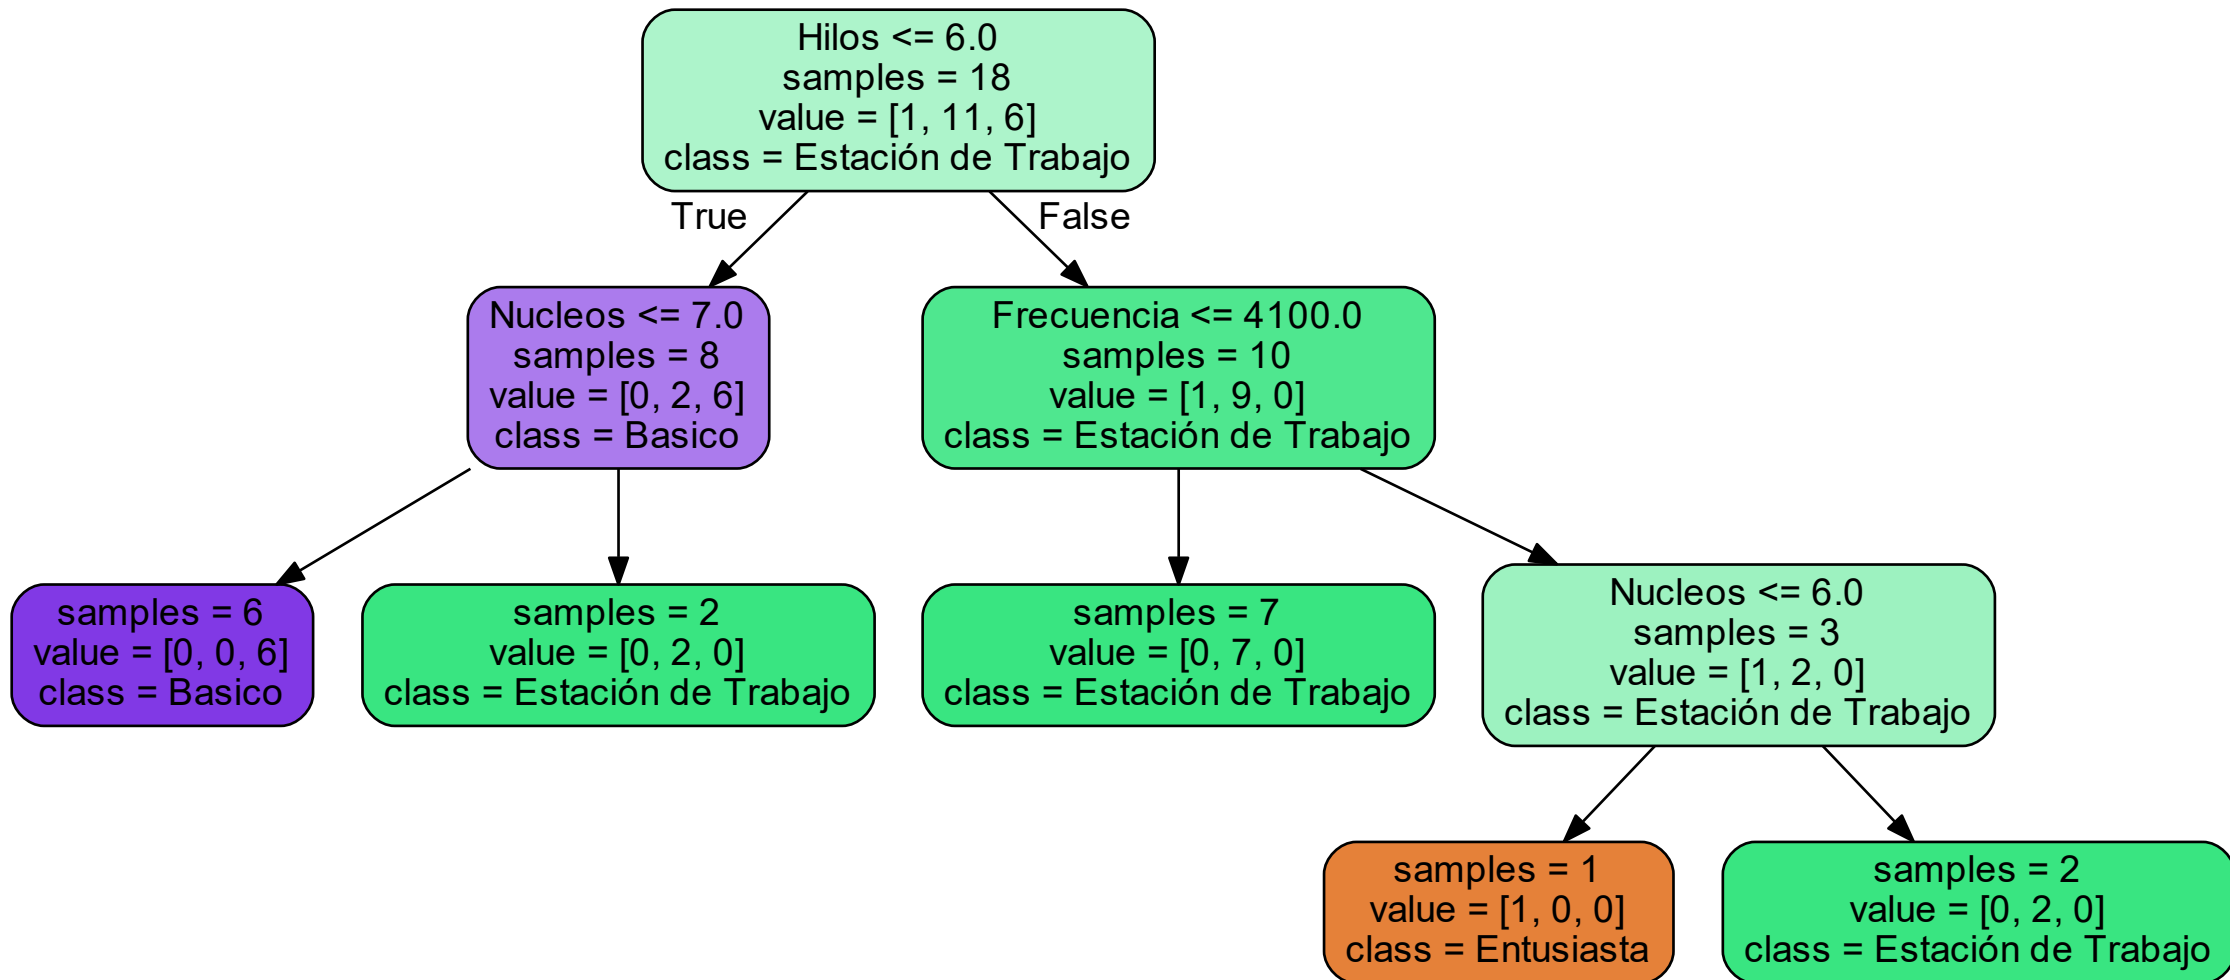 Hilos <= 6.0
samples = 18
value = [1, 11, 6]
class = Estación de Trabajo
True
False
Nucleos <= 7.0
samples = 8
value = [0, 2, 6]
class = Basico
Frecuencia <= 4100.0
samples = 10
value = [1, 9, 0]
class = Estación de Trabajo
samples = 6
value = [0, 0, 6]
class = Basico
samples = 2
value = [0, 2, 0]
class = Estación de Trabajo
samples = 7
value = [0, 7, 0]
class = Estación de Trabajo
Nucleos <= 6.0
samples = 3
value = [1, 2, 0]
class = Estación de Trabajo
samples = 1
value = [1, 0, 0]
class = Entusiasta
samples = 2
value = [0, 2, 0]
class = Estación de Trabajo